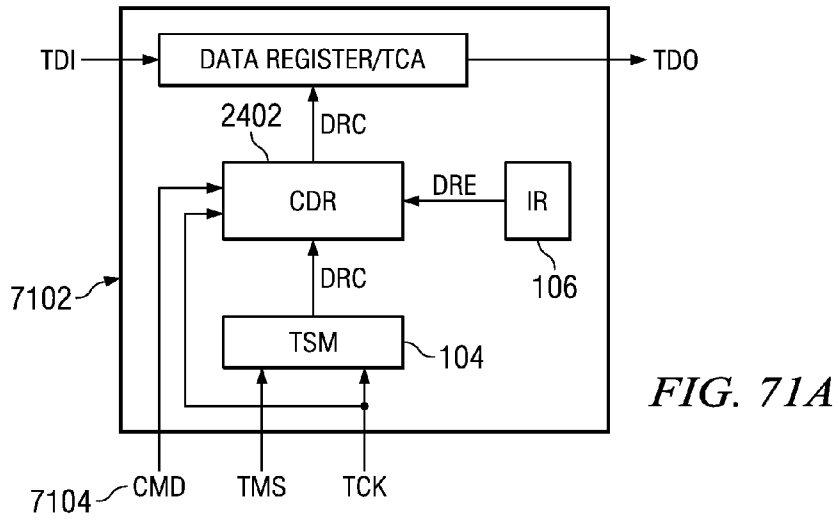 TDI
DATA REGISTER/TCA
TDO
2402
DRC
CDR
DRE
IR
106
7102
DRC
TSM
104
FIG. 71A
7104
CMD
TMS
TCK